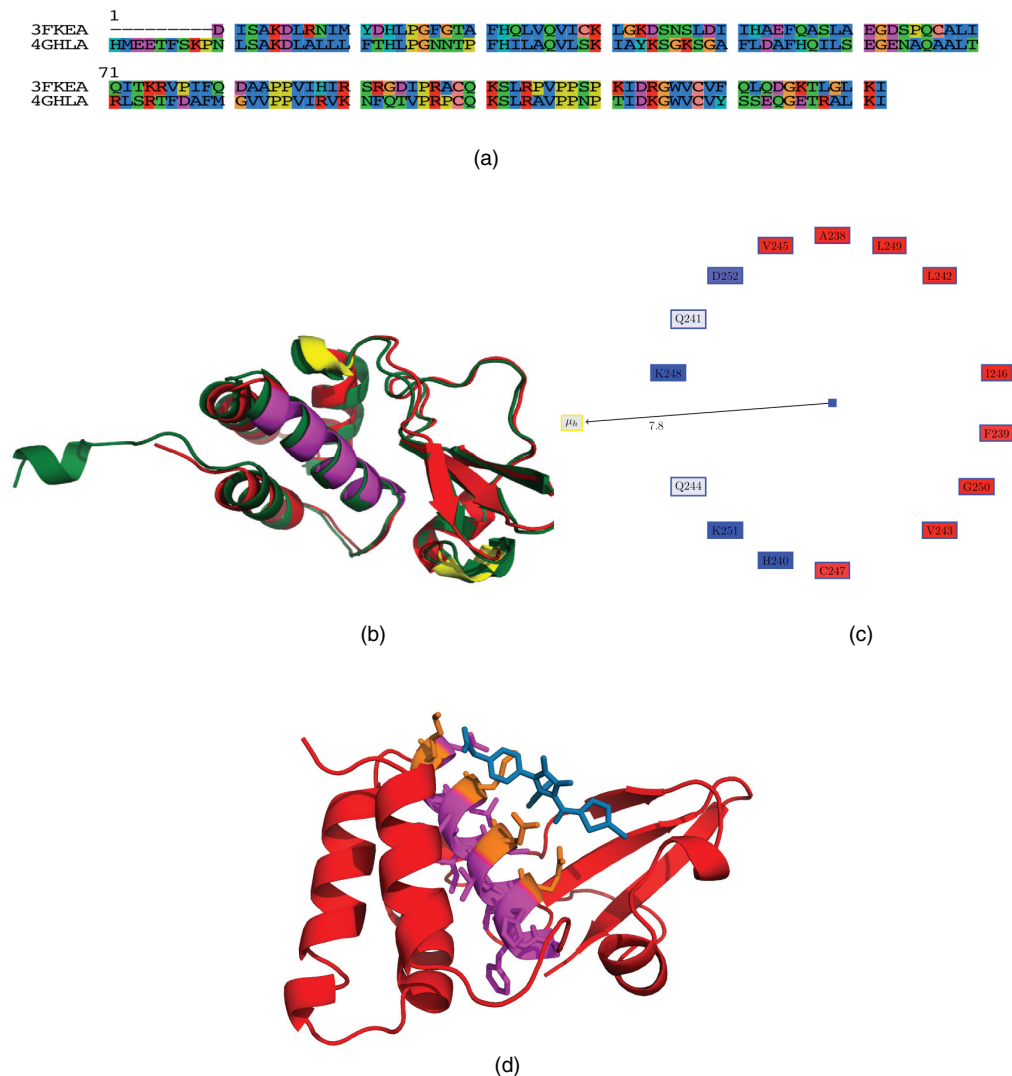 1
3FKEA ---------D ISAKDLRNIM YDHLPGFGTA FHQLVQVICK LGKDSNSLDI IHAEFQASLA EGDSPQCALI
4GHLA HMEETFSKPN LSAKDLALLL FTHLPGNNTP FHILAQVLSK IAYKSGKSGA FLDAFHQILS EGENAQAALT
71
3FKEA QITKRVPIFQ DAAPPVIHIR SRGDIPRACQ KSLRPVPPSP KIDRGWVCVF QLQDGKTLGL KI
4GHLA RLSRTFDAFM GVVPPVIRVK NFQTVPRPCQ KSLRAVPPNP TIDRGWVCVY SSEQGETRAL KI
(a)
A238
V245 L249
D252 L242
Q241
K248 I246
μh 7.8 F239
Q244 G250
K251 V243
H240 C247
(b) (c)
(d)